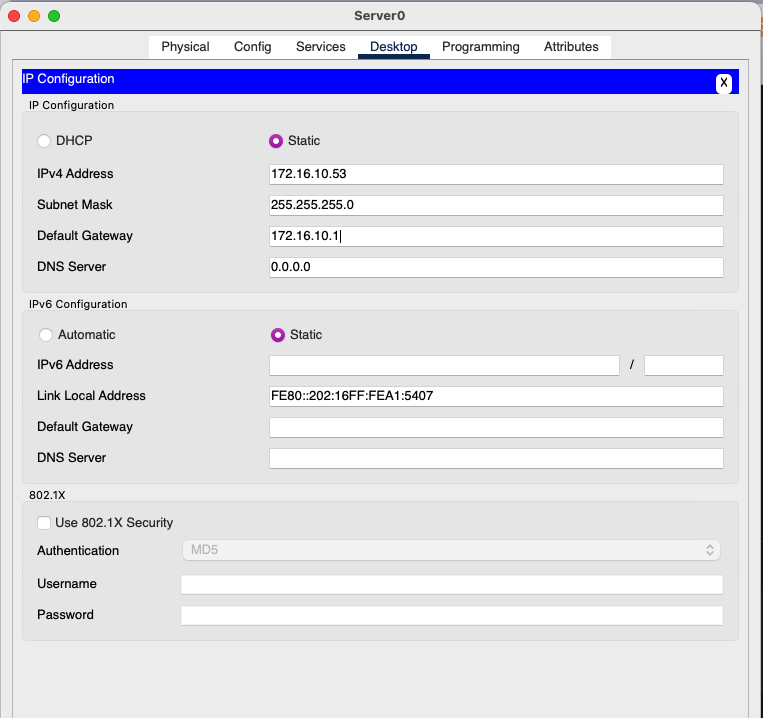 Server0
Physical Config Services Desktop Programming Attributes
IP Configuration
X
IP Configuration
DHCP Static
IPv4 Address 172.16.10.53
Subnet Mask 255.255.255.0
Default Gateway 172.16.10.1
DNS Server 0.0.0.0
IPv6 Configuration
Automatic Static
IPv6 Address /
Link Local Address FE80::202:16FF:FEA1:5407
Default Gateway
DNS Server
802.1X
Use 802.1X Security
Authentication MD5
Username
Password